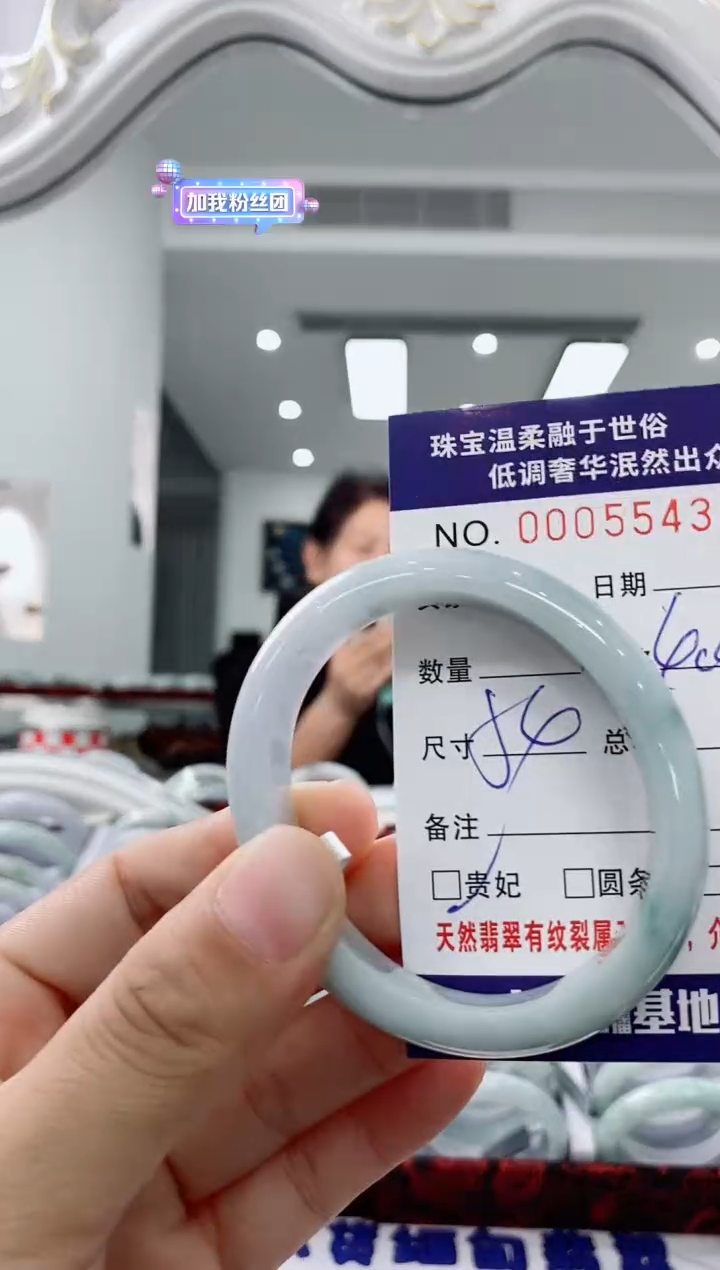 加我粉丝团
珠宝温柔融于世俗
低调奢华泯然出众
NO. 0005543
日期
数量
尺寸 56 总
备注
□贵妃 □圆条
天然翡翠有纹裂属
基地